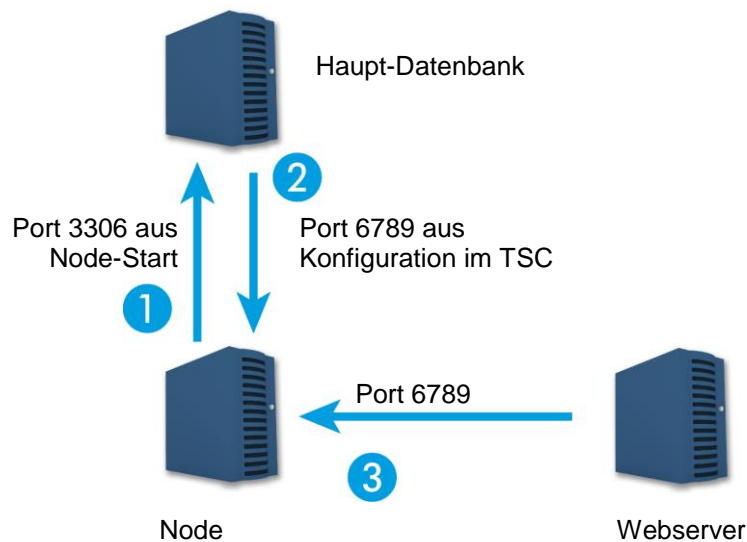 Haupt-Datenbank
2
Port 3306 aus
Node-Start
Port 6789 aus
Konfiguration im TSC
1
Port 6789
3
Node
Webserver